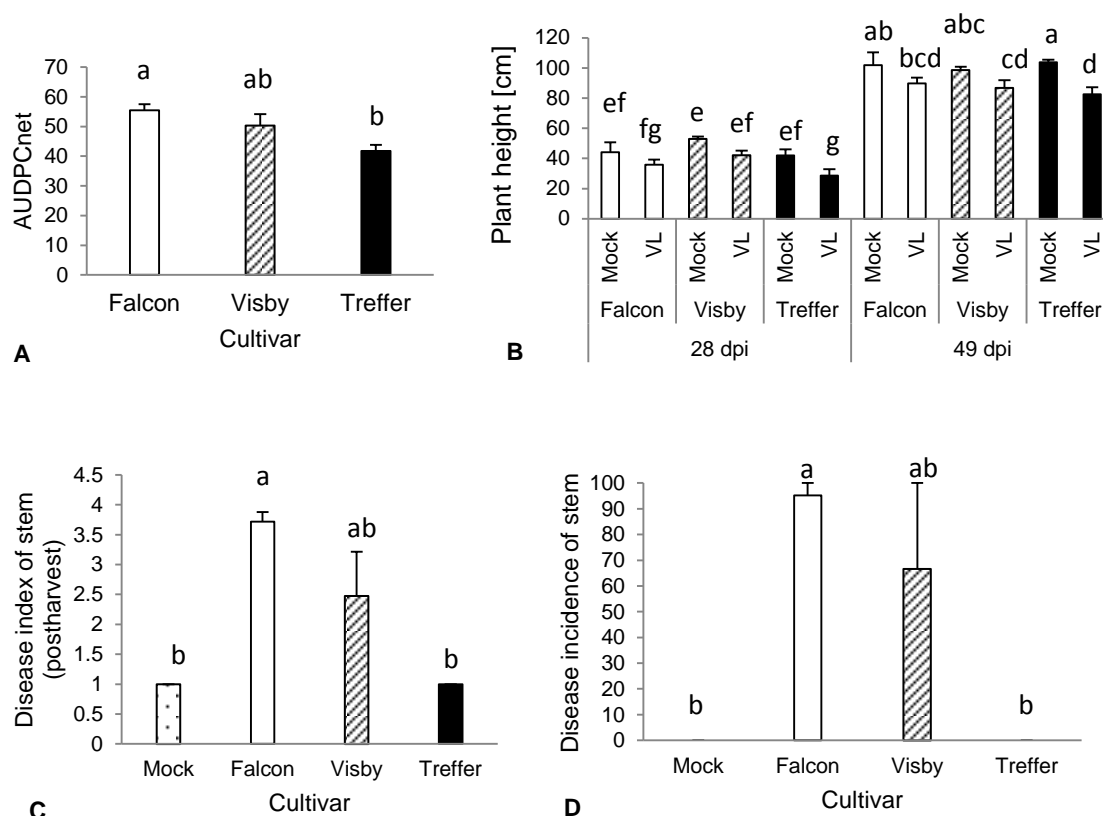 AUDPCnet
70
60
50
40
30
20
10
0
a
ab
b
Falcon
Visby
Treffer
Cultivar
A
Plant height [cm]
120
100
80
60
40
20
0
ef
fg
e
ef
ef
g
ab
bcd
abc
cd
a
d
Mock
VL
Mock
VL
Mock
VL
Mock
VL
Mock
VL
Mock
VL
Falcon
Visby
Treffer
Falcon
Visby
Treffer
28 dpi
49 dpi
B
Disease index of stem
(postharvest)
4.5
4
3.5
3
2.5
2
1.5
1
0.5
0
b
a
ab
b
Mock
Falcon
Visby
Treffer
Cultivar
C
Disease incidence of stem
100
90
80
70
60
50
40
30
20
10
0
b
a
ab
b
Mock
Falcon
Visby
Treffer
Cultivar
D